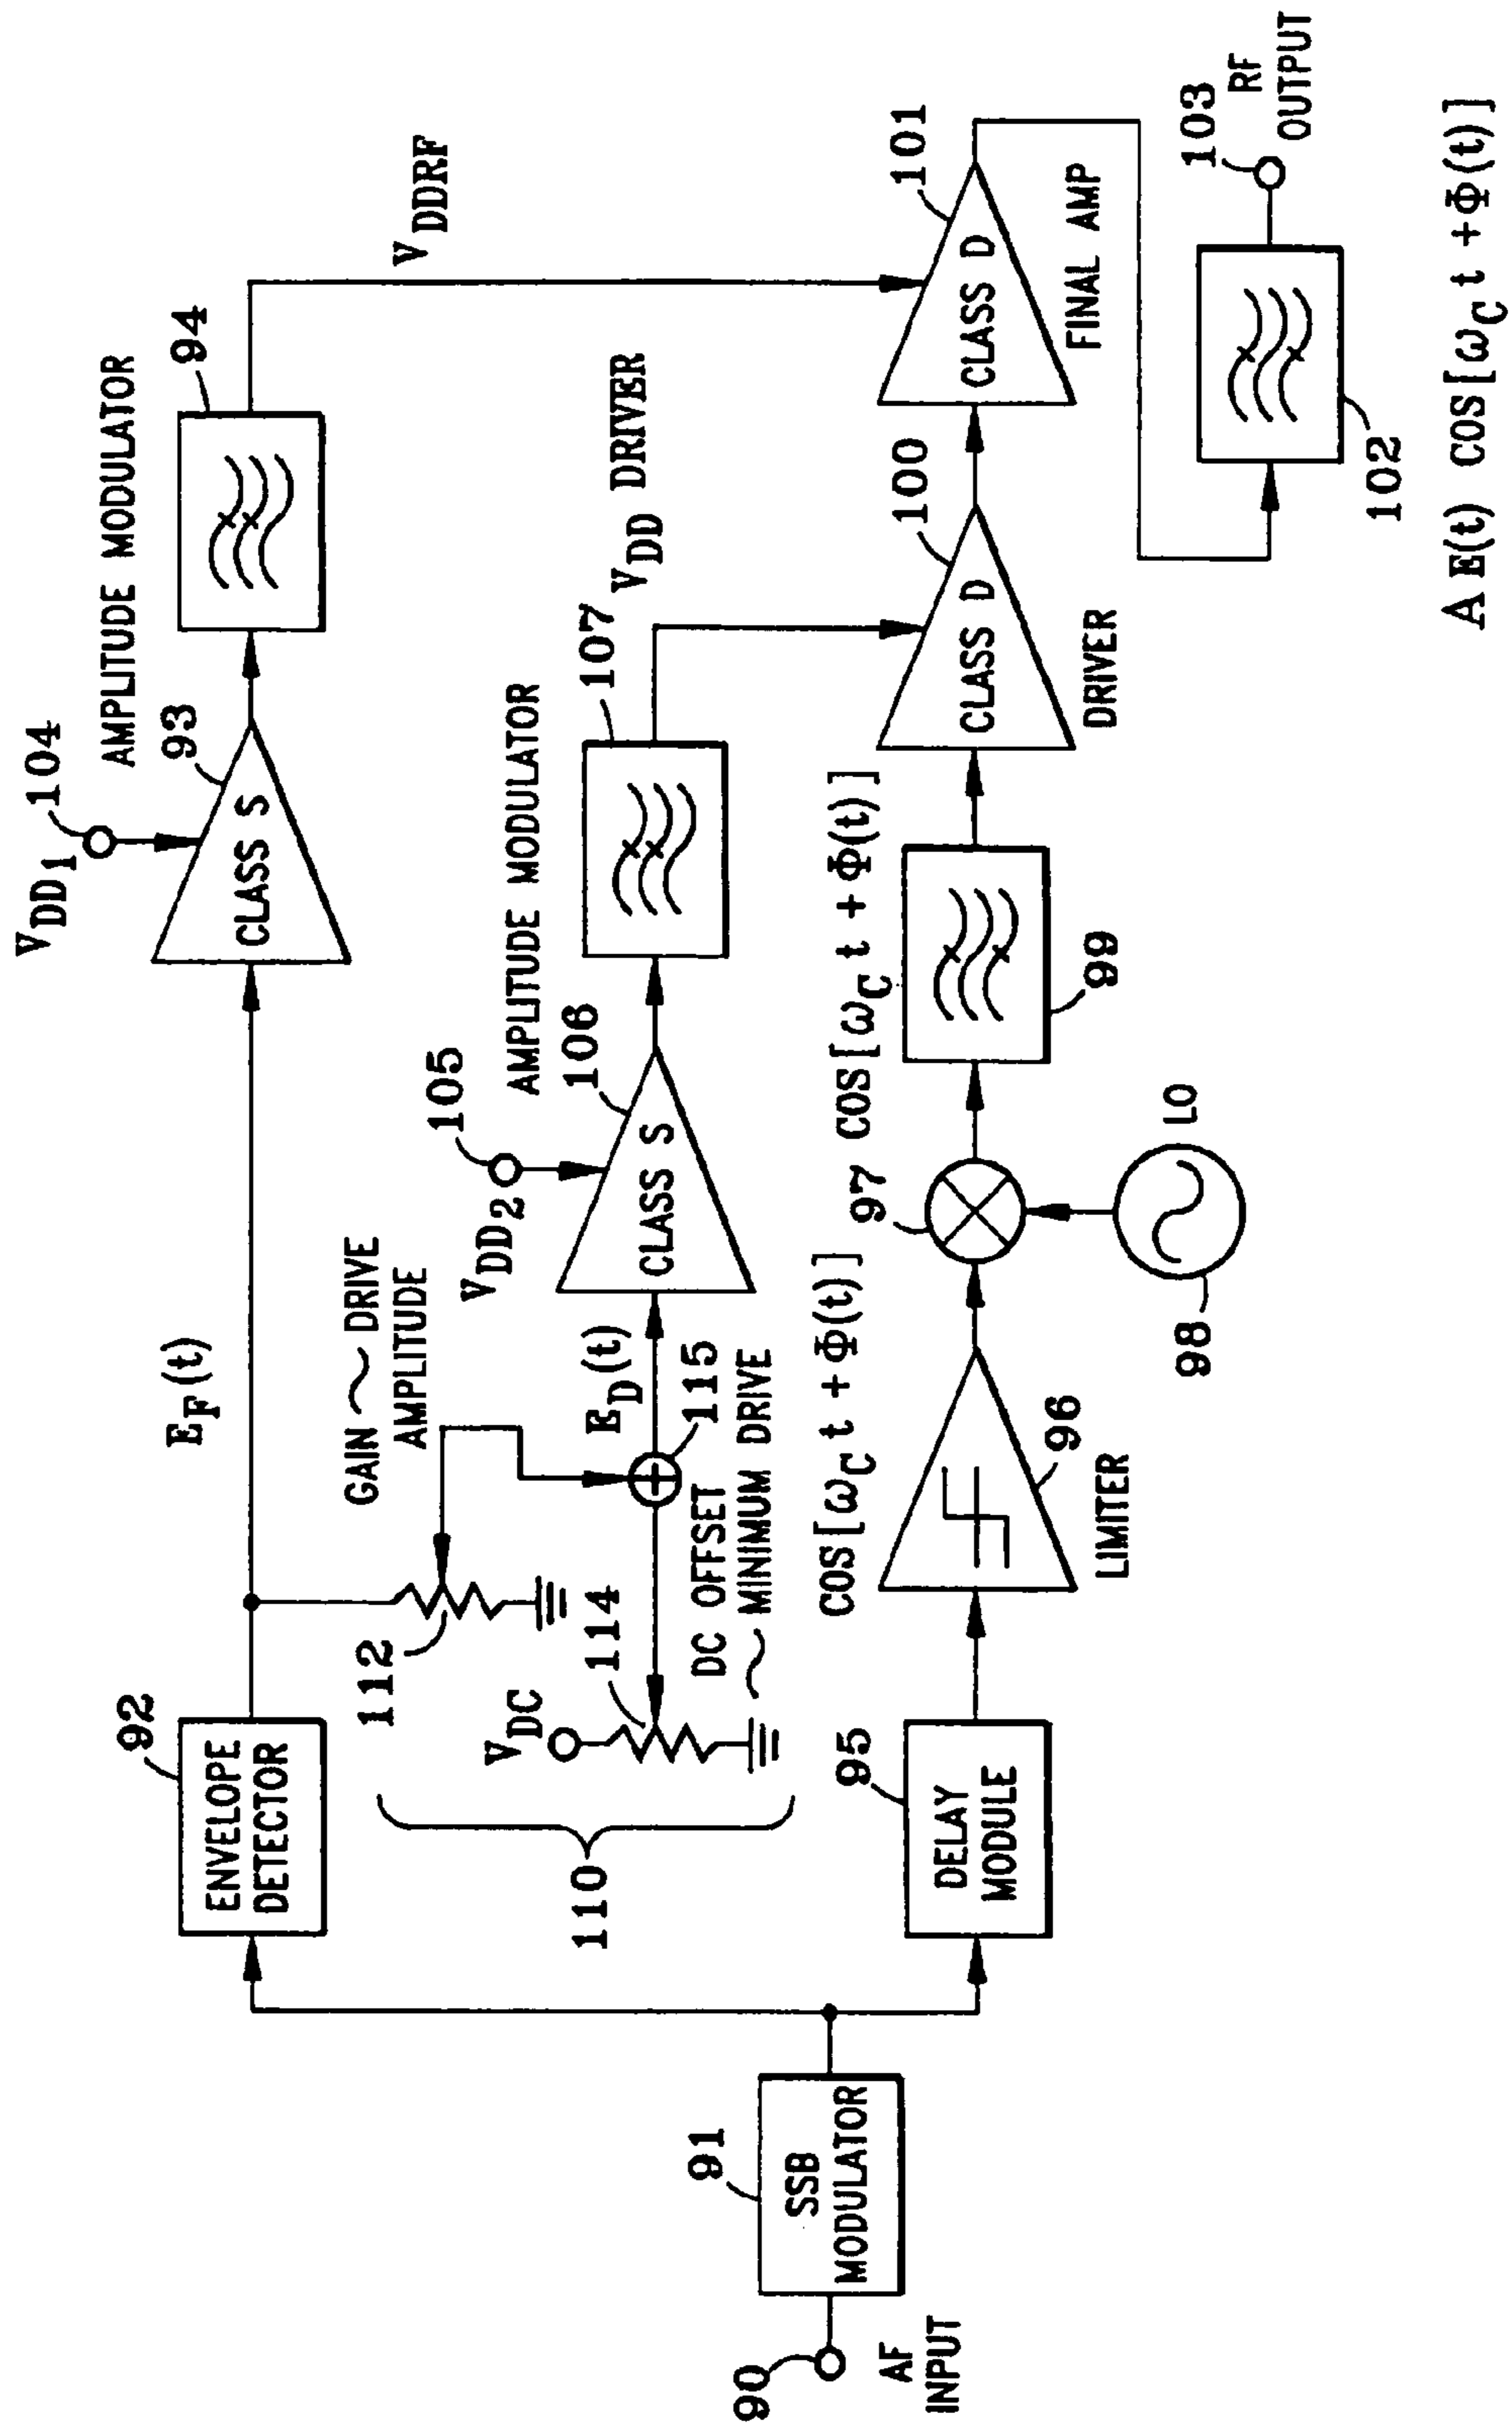 90
AF
INPUT
91
SSB
MODULATOR
92
ENVELOPE
DETECTOR
E_F(t)
V_DD1
104
93
CLASS S
AMPLITUDE MODULATOR
94
V_DDRF
110
112
GAIN ~ DRIVE
AMPLITUDE
V_DC
114
DC OFFSET
~ MINIMUM DRIVE
115
E_D(t)
V_DD2
105
106
CLASS S
AMPLITUDE MODULATOR
107
V_DD DRIVER
95
DELAY
MODULE
96
LIMITER
COS[ω_C t + Φ(t)]
97
98
LO
COS[ω_C t + Φ(t)]
99
100
CLASS D
DRIVER
101
CLASS D
FINAL AMP
102
103
RF
OUTPUT
A E(t) COS[ω_C t + Φ(t)]